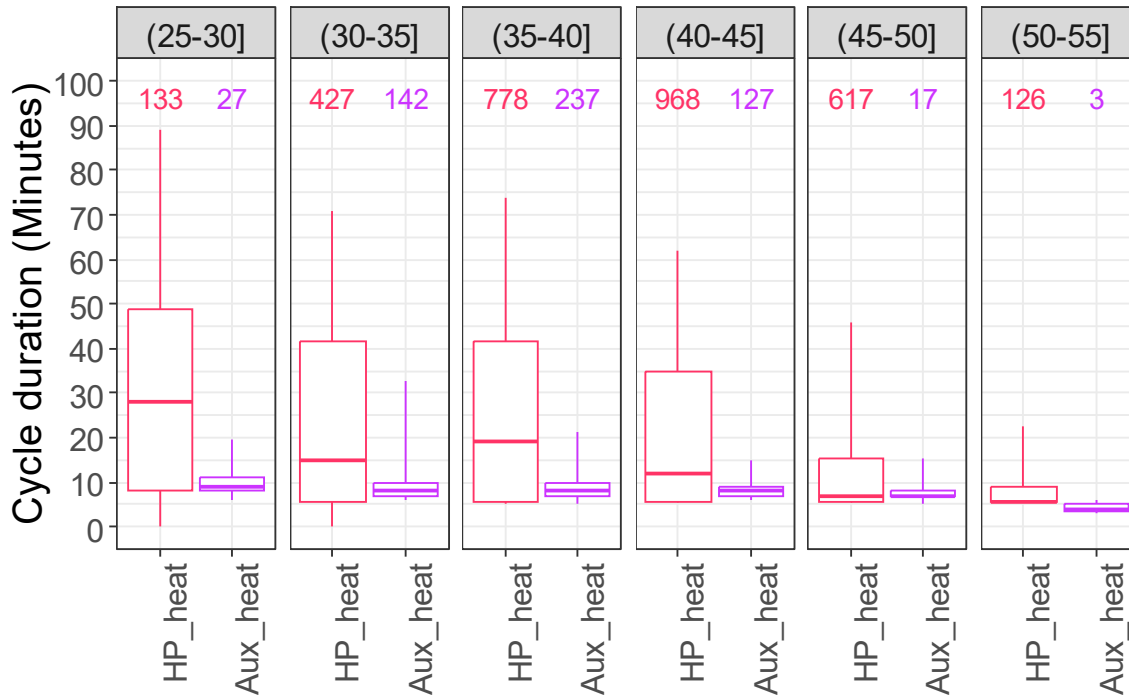 (25-30] (30-35] (35-40] (40-45] (45-50] (50-55]
133 27 427 142 778 237 968 127 617 17 126 3
Cycle duration (Minutes)
100
90
80
70
60
50
40
30
20
10
0
HP_heat Aux_heat HP_heat Aux_heat HP_heat Aux_heat HP_heat Aux_heat HP_heat Aux_heat HP_heat Aux_heat